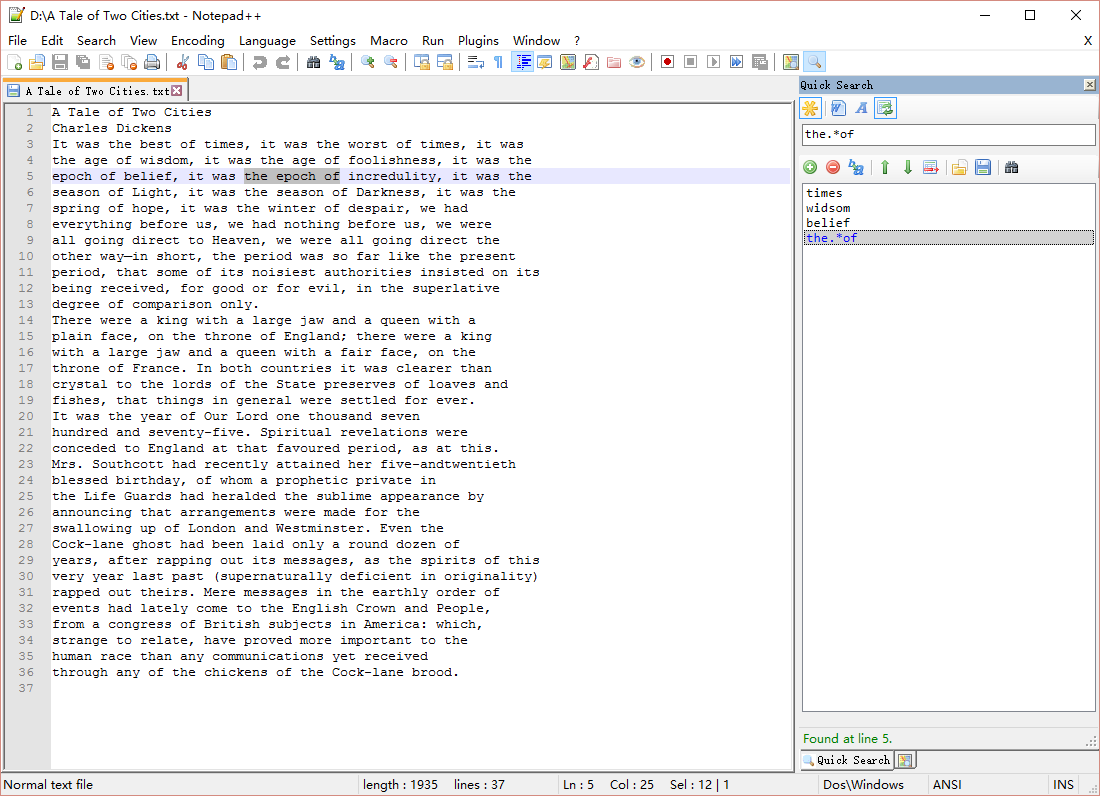 D:\A Tale of Two Cities.txt - Notepad++
File Edit Search View Encoding Language Settings Macro Run Plugins Window ? X
A Tale of Two Cities.txt
1 A Tale of Two Cities
2 Charles Dickens
3 It was the best of times, it was the worst of times, it was
4 the age of wisdom, it was the age of foolishness, it was the
5 epoch of belief, it was the epoch of incredulity, it was the
6 season of Light, it was the season of Darkness, it was the
7 spring of hope, it was the winter of despair, we had
8 everything before us, we had nothing before us, we were
9 all going direct to Heaven, we were all going direct the
10 other way—in short, the period was so far like the present
11 period, that some of its noisiest authorities insisted on its
12 being received, for good or for evil, in the superlative
13 degree of comparison only.
14 There were a king with a large jaw and a queen with a
15 plain face, on the throne of England; there were a king
16 with a large jaw and a queen with a fair face, on the
17 throne of France. In both countries it was clearer than
18 crystal to the lords of the State preserves of loaves and
19 fishes, that things in general were settled for ever.
20 It was the year of Our Lord one thousand seven
21 hundred and seventy-five. Spiritual revelations were
22 conceded to England at that favoured period, as at this.
23 Mrs. Southcott had recently attained her five-andtwentieth
24 blessed birthday, of whom a prophetic private in
25 the Life Guards had heralded the sublime appearance by
26 announcing that arrangements were made for the
27 swallowing up of London and Westminster. Even the
28 Cock-lane ghost had been laid only a round dozen of
29 years, after rapping out its messages, as the spirits of this
30 very year last past (supernaturally deficient in originality)
31 rapped out theirs. Mere messages in the earthly order of
32 events had lately come to the English Crown and People,
33 from a congress of British subjects in America: which,
34 strange to relate, have proved more important to the
35 human race than any communications yet received
36 through any of the chickens of the Cock-lane brood.
37
Quick Search
the.*of
times
widsom
belief
the.*of
Found at line 5.
Quick Search
Normal text file length : 1935 lines : 37 Ln : 5 Col : 25 Sel : 12 | 1 Dos\Windows ANSI INS